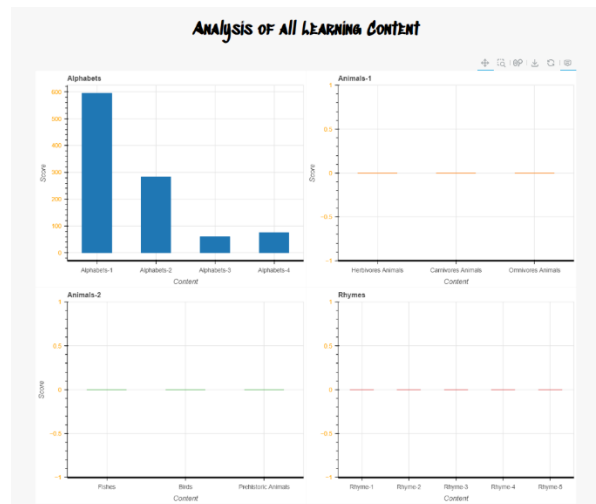 Analysis of all Learning Content
Alphabets
600
500
400
300
200
100
0
Score
Alphabets-1 Alphabets-2 Alphabets-3 Alphabets-4
Content
Animals-1
1
0.5
0
-0.5
-1
Score
Herbivores Animals Carnivores Animals Omnivores Animals
Content
Animals-2
1
0.5
0
-0.5
-1
Score
Fishes Birds Prehistoric Animals
Content
Rhymes
1
0.5
0
-0.5
-1
Rhyme-1 Rhyme-2 Rhyme-3 Rhyme-4 Rhyme-5
Content